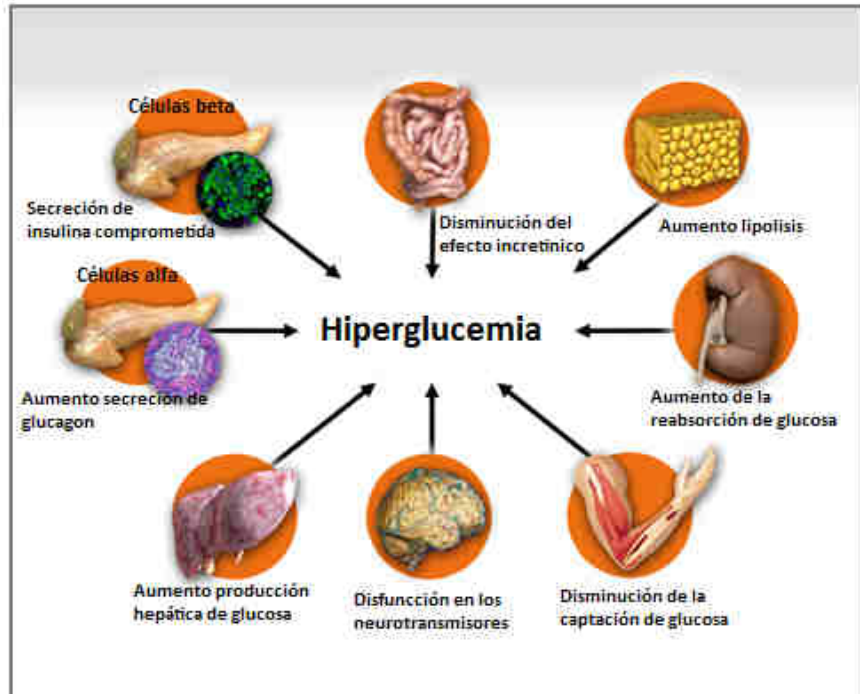 Células beta
Secreción de
insulina comprometida
Disminución del
efecto incretínico
Aumento lipolisis
Células alfa
Aumento secreción de
glucagon
Hiperglucemia
Aumento de la
reabsorción de glucosa
Aumento producción
hepática de glucosa
Disfuncción en los
neurotransmisores
Disminución de la
captación de glucosa